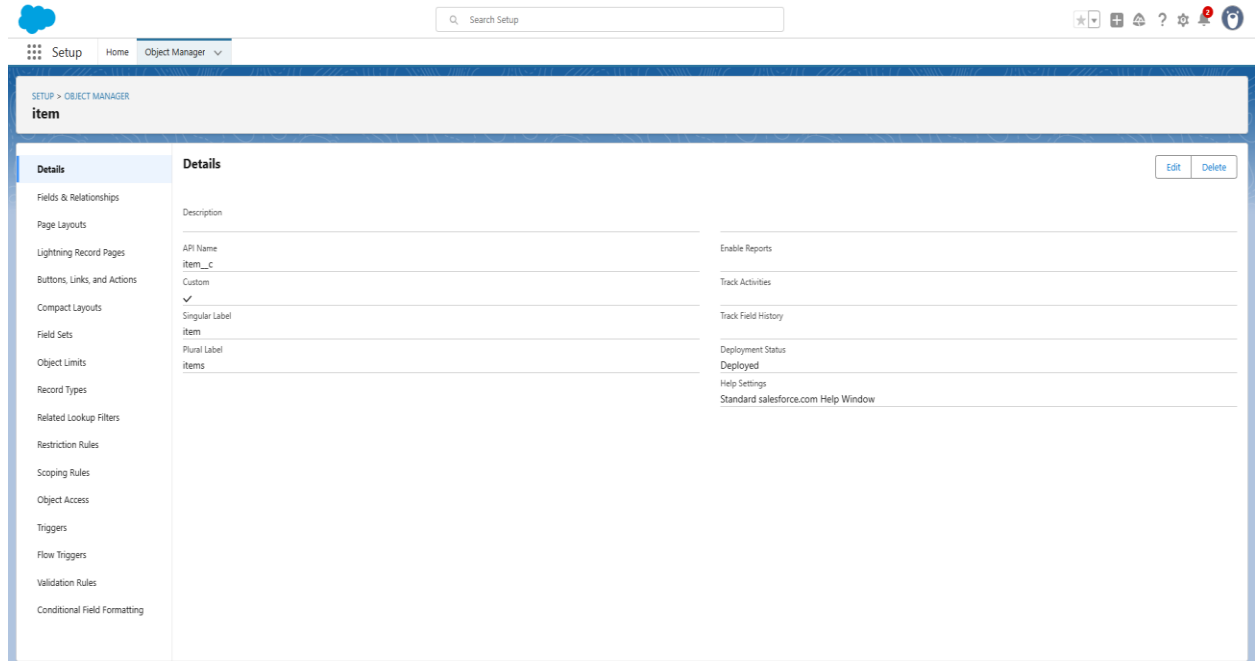 Search Setup
2
Setup
Home
Object Manager
SETUP > OBJECT MANAGER
item
Details
Fields & Relationships
Page Layouts
Lightning Record Pages
Buttons, Links, and Actions
Compact Layouts
Field Sets
Object Limits
Record Types
Related Lookup Filters
Restriction Rules
Scoping Rules
Object Access
Triggers
Flow Triggers
Validation Rules
Conditional Field Formatting
Details
Edit
Delete
Description
API Name
item__c
Custom
Singular Label
item
Plural Label
items
Enable Reports
Track Activities
Track Field History
Deployment Status
Deployed
Help Settings
Standard salesforce.com Help Window